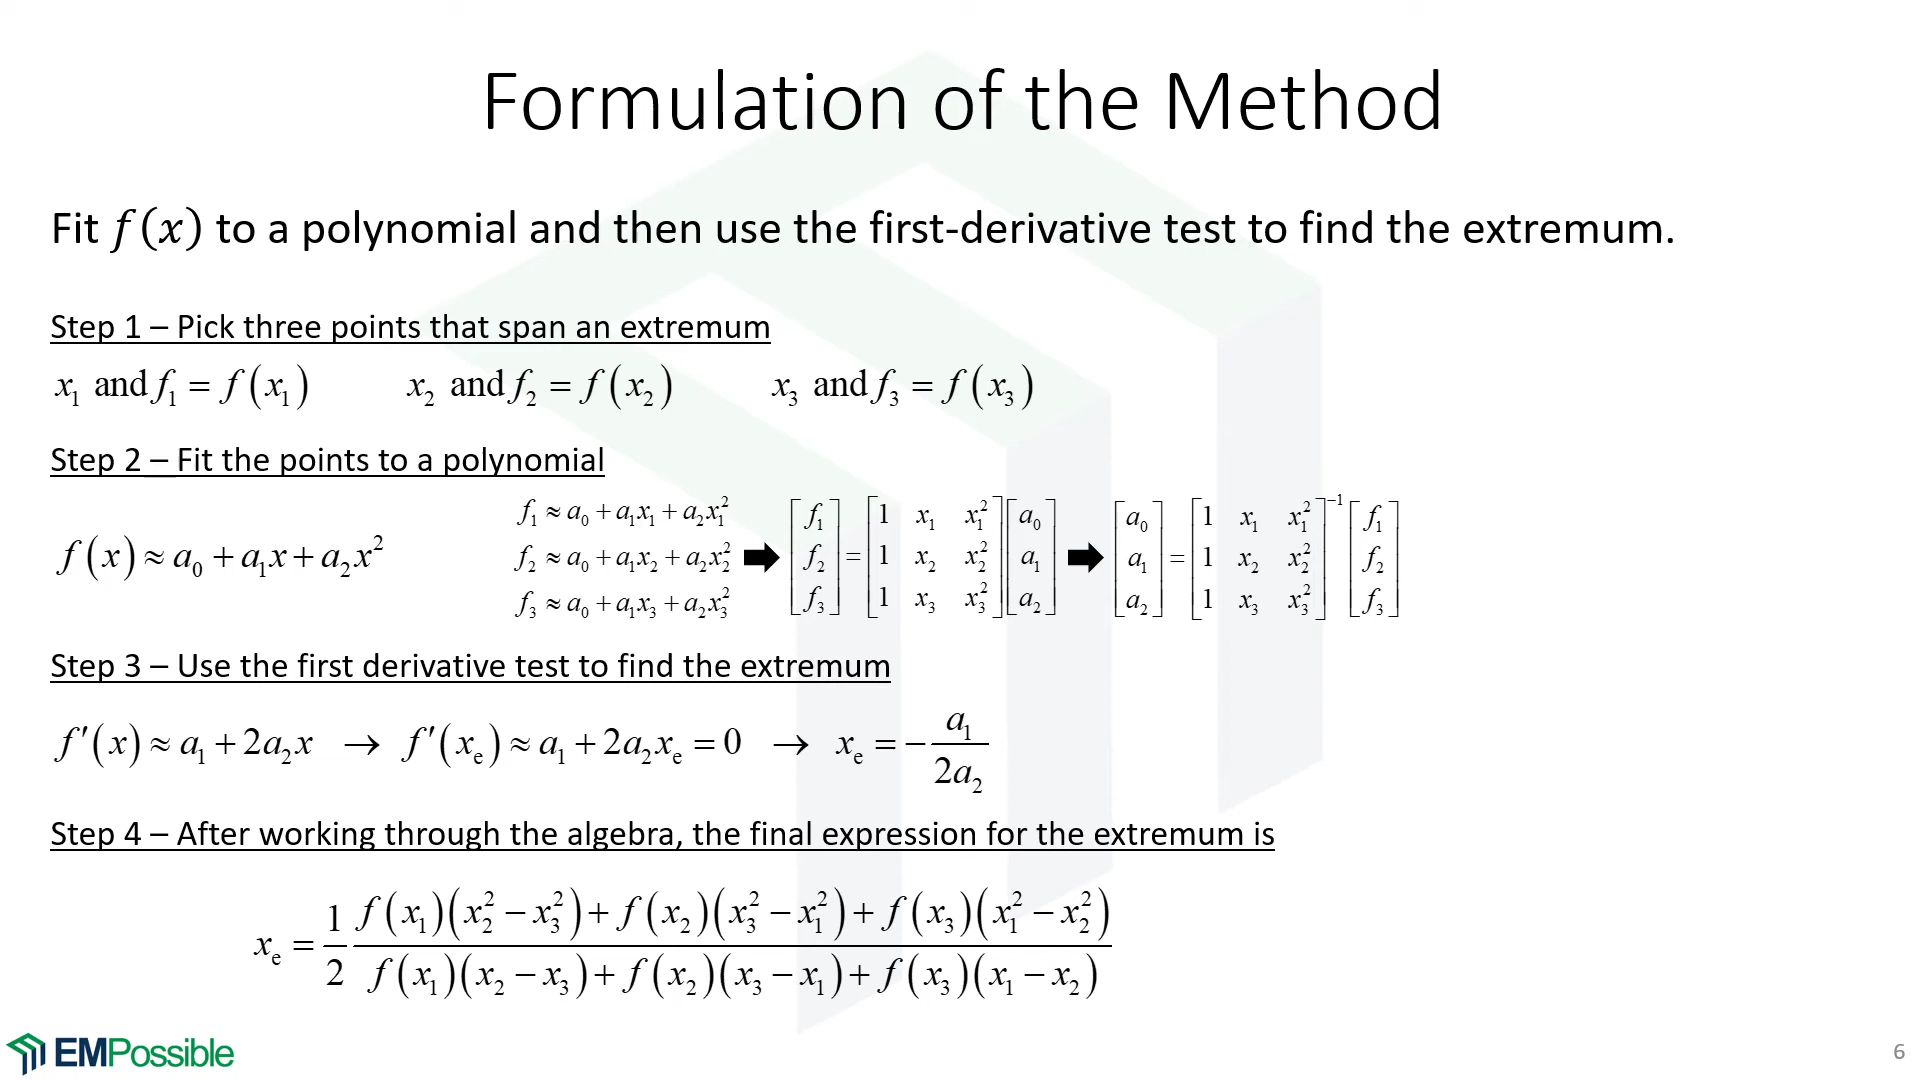 Formulation of the Method
Fit f(x) to a polynomial and then use the first-derivative test to find the extremum.
Step 1 – Pick three points that span an extremum
x₁ and f₁ = f(x₁) x₂ and f₂ = f(x₂) x₃ and f₃ = f(x₃)
Step 2 – Fit the points to a polynomial
f(x) ≈ a₀ + a₁x + a₂x²
f₁ ≈ a₀ + a₁x₁ + a₂x₁²
f₂ ≈ a₀ + a₁x₂ + a₂x₂²
f₃ ≈ a₀ + a₁x₃ + a₂x₃²
➡ [f₁; f₂; f₃] = [1 x₁ x₁²; 1 x₂ x₂²; 1 x₃ x₃²] [a₀; a₁; a₂]
➡ [a₀; a₁; a₂] = [1 x₁ x₁²; 1 x₂ x₂²; 1 x₃ x₃²]⁻¹ [f₁; f₂; f₃]
Step 3 – Use the first derivative test to find the extremum
f′(x) ≈ a₁ + 2a₂x → f′(xₑ) ≈ a₁ + 2a₂xₑ = 0 → xₑ = − a₁ / 2a₂
Step 4 – After working through the algebra, the final expression for the extremum is
xₑ = 1/2 · [f(x₁)(x₂² − x₃²) + f(x₂)(x₃² − x₁²) + f(x₃)(x₁² − x₂²)] / [f(x₁)(x₂ − x₃) + f(x₂)(x₃ − x₁) + f(x₃)(x₁ − x₂)]
EMPossible
6